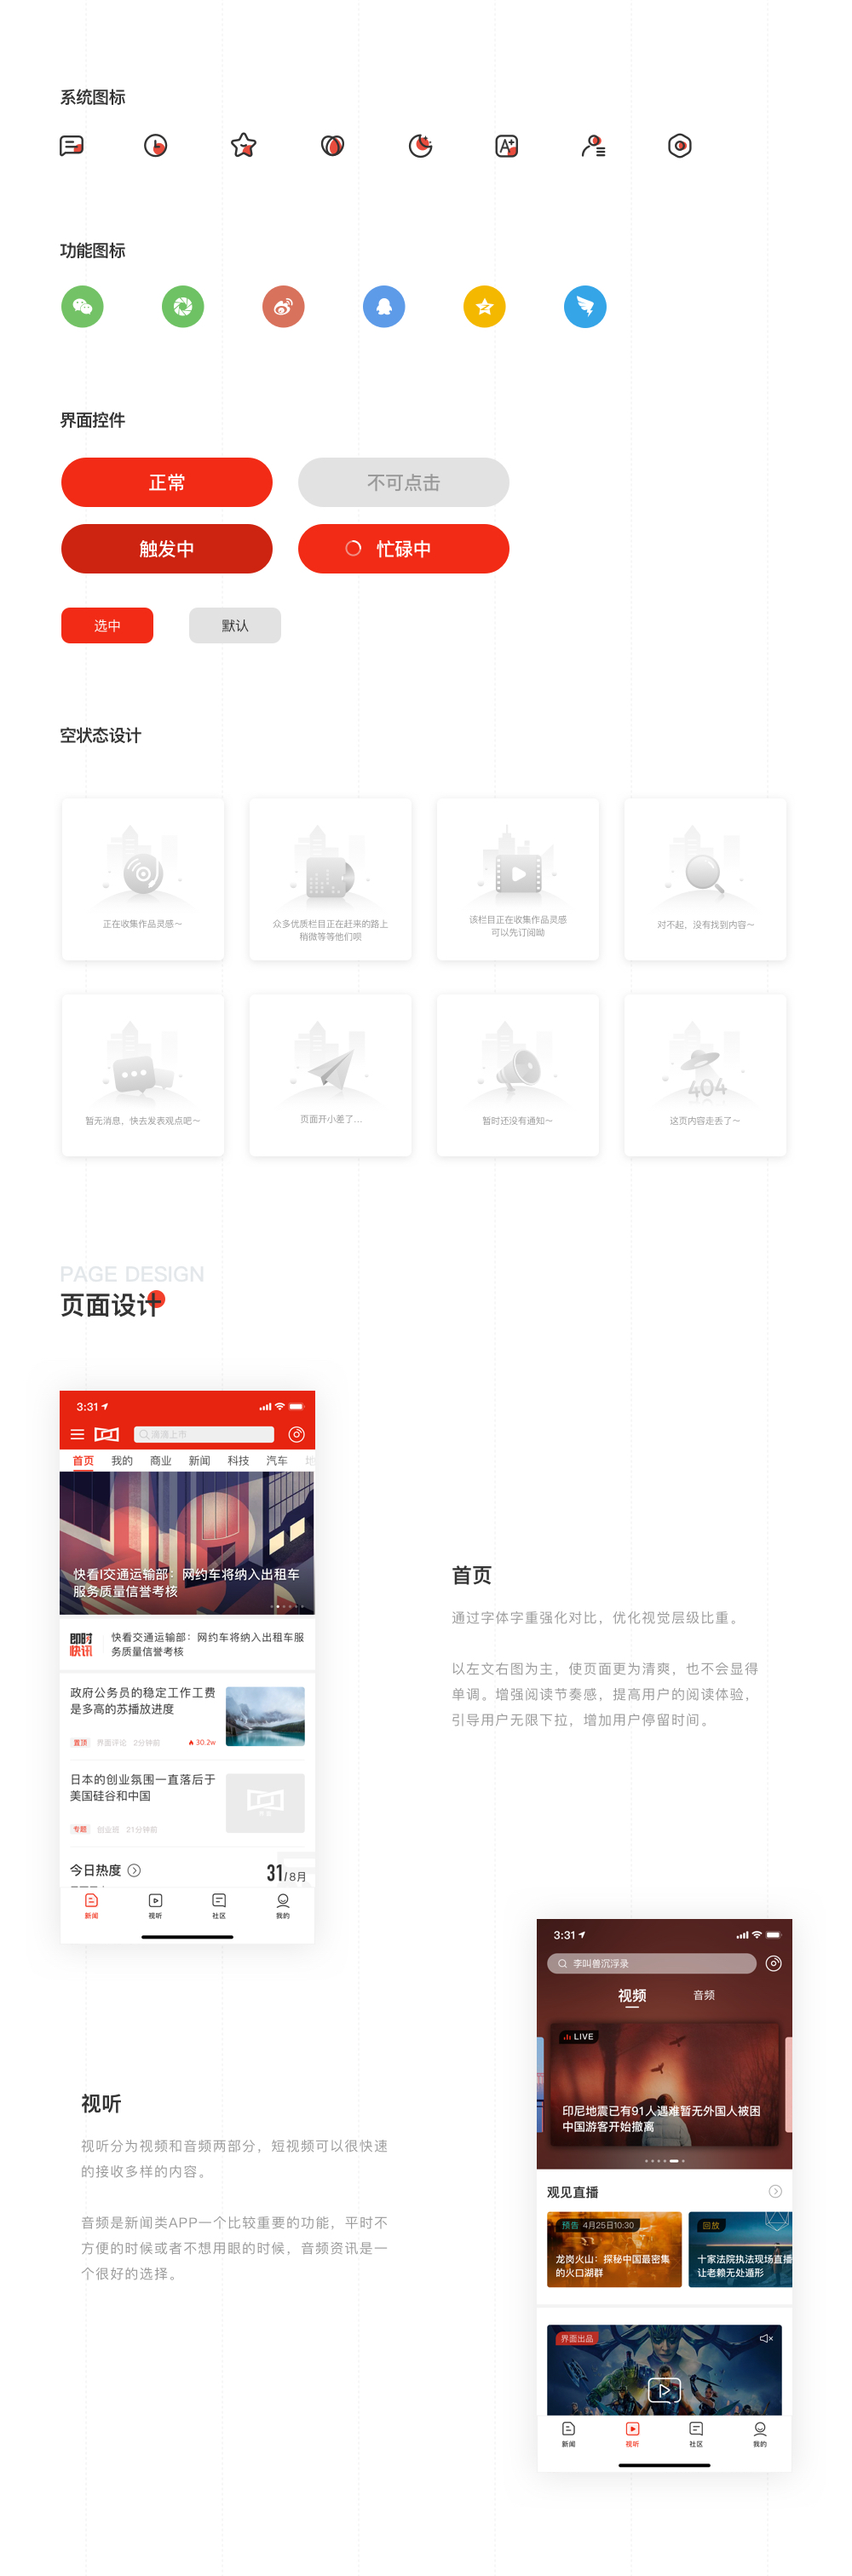 系统图标
功能图标
界面控件
正常
不可点击
触发中
忙碌中
选中
默认
空状态设计
正在收集作品灵感~
众多优质栏目正在赶来的路上
稍微等等他们呗
该栏目正在收集作品灵感
可以先订阅呦
对不起，没有找到内容~
暂无消息，快去发表观点吧~
页面开小差了...
暂时还没有通知~
404
这页内容走丢了~
PAGE DESIGN
页面设计
3:31
滴滴上市
首页 我的 商业 新闻 科技 汽车
快看|交通运输部：网约车将纳入出租车
服务质量信誉考核
即时
快讯
快看交通运输部：网约车将纳入出租车服
务质量信誉考核
政府公务员的稳定工作工费
是多高的苏播放进度
置顶 界面评论 2分钟前 30.2w
日本的创业氛围一直落后于
美国硅谷和中国
专题 创业班 21分钟前
今日热度
31/8月
新闻 视听 社区 我的
首页
通过字体字重强化对比，优化视觉层级比重。
以左文右图为主，使页面更为清爽，也不会显得
单调。增强阅读节奏感，提高用户的阅读体验，
引导用户无限下拉，增加用户停留时间。
3:31
李叫兽沉浮录
视频 音频
LIVE
印尼地震已有91人遇难暂无外国人被困
中国游客开始撤离
观见直播
预告 4月25日10:30
龙岗火山：探秘中国最密集
的火口湖群
回放
十家法院执法现场直播
让老赖无处遁形
界面出品
新闻 视听 社区 我的
视听
视听分为视频和音频两部分，短视频可以很快速
的接收多样的内容。
音频是新闻类APP一个比较重要的功能，平时不
方便的时候或者不想用眼的时候，音频资讯是一
个很好的选择。